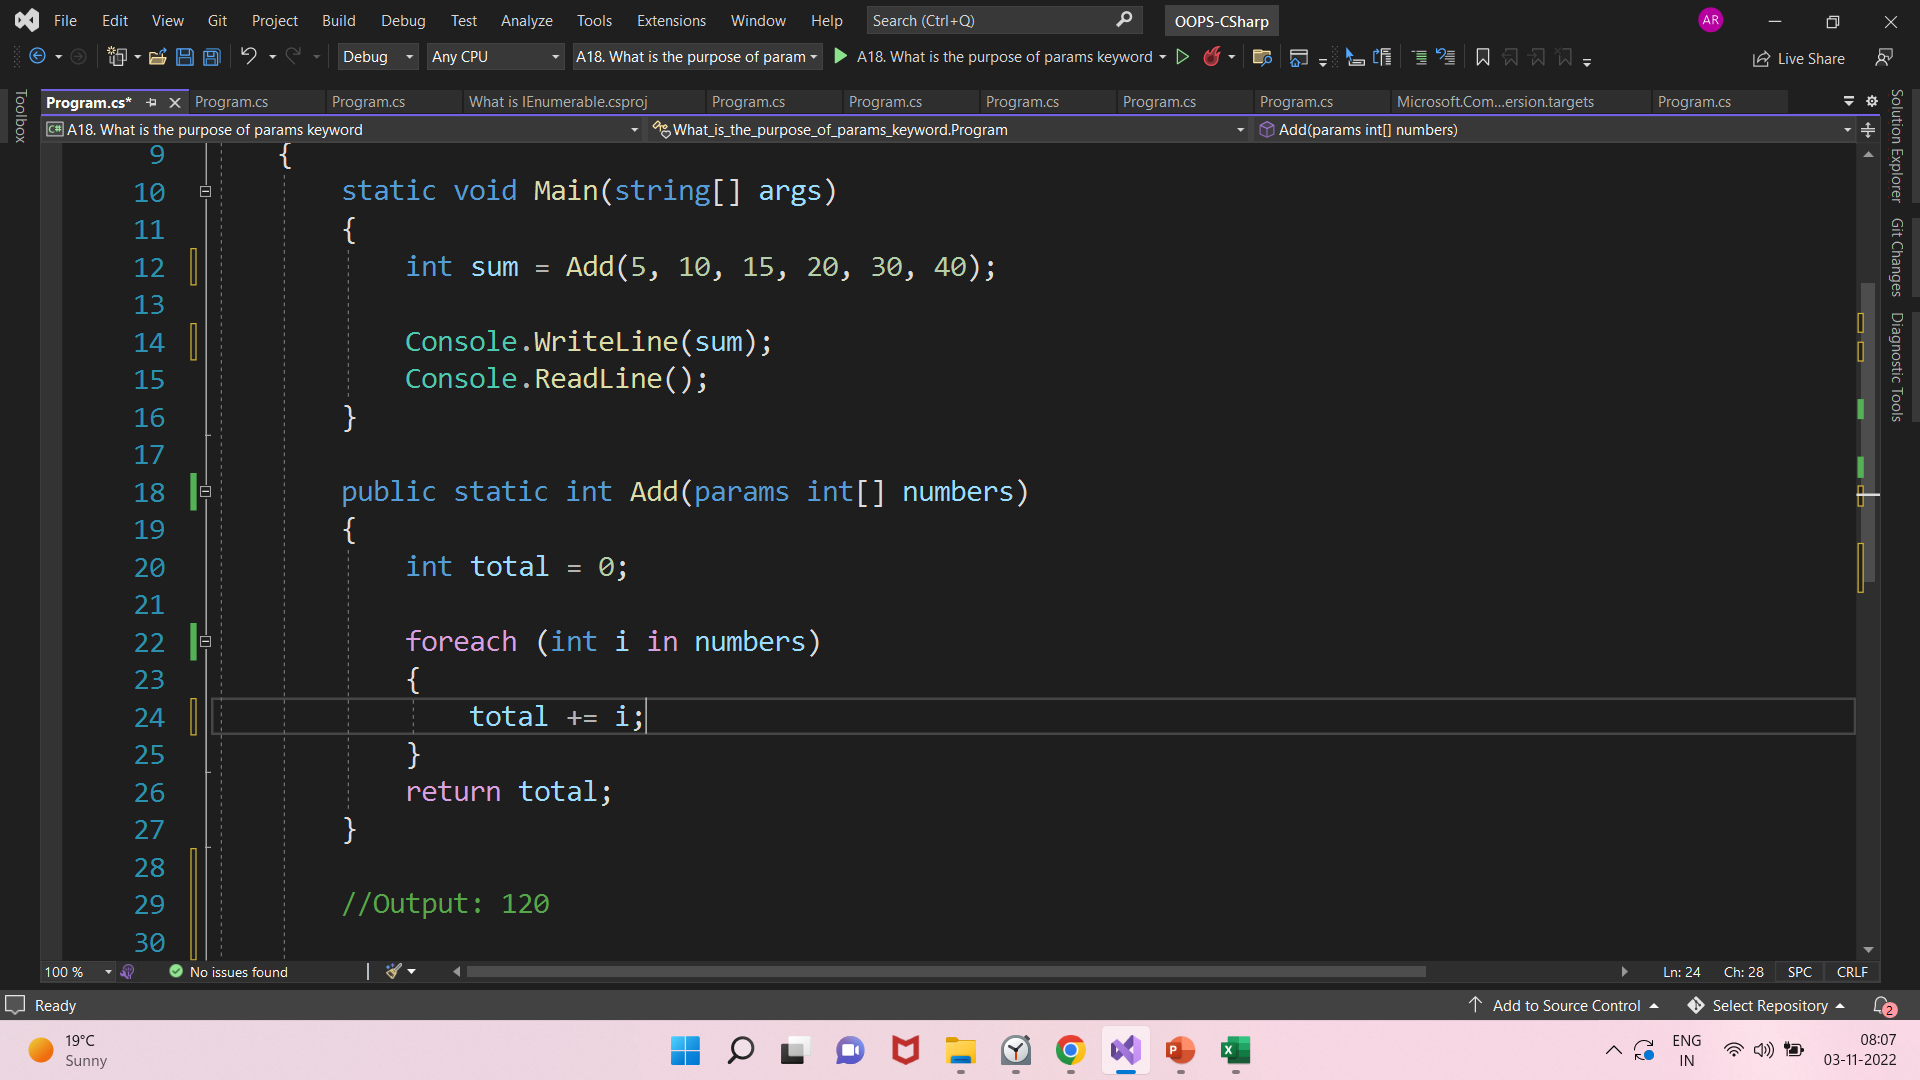 File Edit View Git Project Build Debug Test Analyze Tools Extensions Window Help Search (Ctrl+Q) OOPS-CSharp AR
Debug Any CPU A18. What is the purpose of param A18. What is the purpose of params keyword Live Share
Program.cs* Program.cs Program.cs What is IEnumerable.csproj Program.cs Program.cs Program.cs Program.cs Program.cs Microsoft.Com...ersion.targets Program.cs
C# A18. What is the purpose of params keyword What_is_the_purpose_of_params_keyword.Program Add(params int[] numbers)
Toolbox
Solution Explorer
Git Changes
Diagnostic Tools
9 {
10 static void Main(string[] args)
11 {
12 int sum = Add(5, 10, 15, 20, 30, 40);
13
14 Console.WriteLine(sum);
15 Console.ReadLine();
16 }
17
18 public static int Add(params int[] numbers)
19 {
20 int total = 0;
21
22 foreach (int i in numbers)
23 {
24 total += i;
25 }
26 return total;
27 }
28
29 //Output: 120
30
100 % No issues found Ln: 24 Ch: 28 SPC CRLF
Ready Add to Source Control Select Repository 2
19°C
Sunny
ENG
IN
08:07
03-11-2022